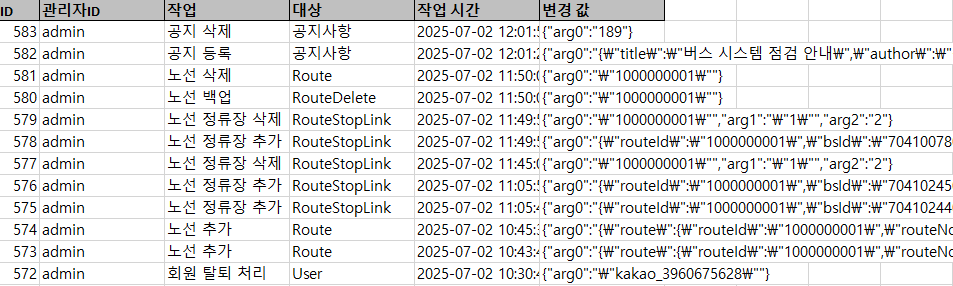 ID 관리자ID 작업 대상 작업 시간 변경 값
583 admin 공지 삭제 공지사항 2025-07-02 12:01:5 {"arg0":"189"}
582 admin 공지 등록 공지사항 2025-07-02 12:01:2 {"arg0":"{₩"title₩":₩"버스 시스템 점검 안내₩",₩"author₩":₩"
581 admin 노선 삭제 Route 2025-07-02 11:50:0 {"arg0":"₩"1000000001₩""}
580 admin 노선 백업 RouteDelete 2025-07-02 11:50:0 {"arg0":"₩"1000000001₩""}
579 admin 노선 정류장 삭제 RouteStopLink 2025-07-02 11:49:5 {"arg0":"₩"1000000001₩"","arg1":"₩"1₩"","arg2":"2"}
578 admin 노선 정류장 추가 RouteStopLink 2025-07-02 11:49:5 {"arg0":"{₩"routeId₩":₩"1000000001₩",₩"bsId₩":₩"70410078
577 admin 노선 정류장 삭제 RouteStopLink 2025-07-02 11:45:0 {"arg0":"₩"1000000001₩"","arg1":"₩"1₩"","arg2":"2"}
576 admin 노선 정류장 추가 RouteStopLink 2025-07-02 11:05:5 {"arg0":"{₩"routeId₩":₩"1000000001₩",₩"bsId₩":₩"70410245
575 admin 노선 정류장 추가 RouteStopLink 2025-07-02 11:05:4 {"arg0":"{₩"routeId₩":₩"1000000001₩",₩"bsId₩":₩"70410244
574 admin 노선 추가 Route 2025-07-02 10:45:3 {"arg0":"{₩"route₩":{₩"routeId₩":₩"1000000001₩",₩"routeNo
573 admin 노선 추가 Route 2025-07-02 10:43:4 {"arg0":"{₩"route₩":{₩"routeId₩":₩"1000000001₩",₩"routeNo
572 admin 회원 탈퇴 처리 User 2025-07-02 10:30:4 {"arg0":"₩"kakao_3960675628₩""}